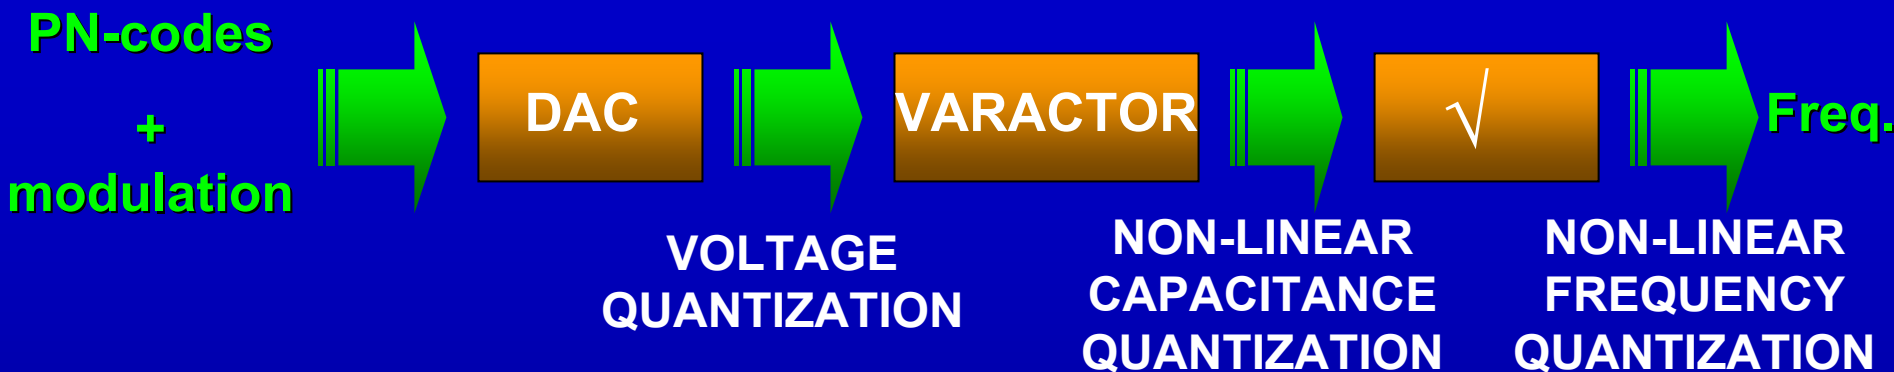 PN-codes
+
modulation
DAC
VARACTOR
√
Freq.
VOLTAGE
QUANTIZATION
NON-LINEAR
CAPACITANCE
QUANTIZATION
NON-LINEAR
FREQUENCY
QUANTIZATION